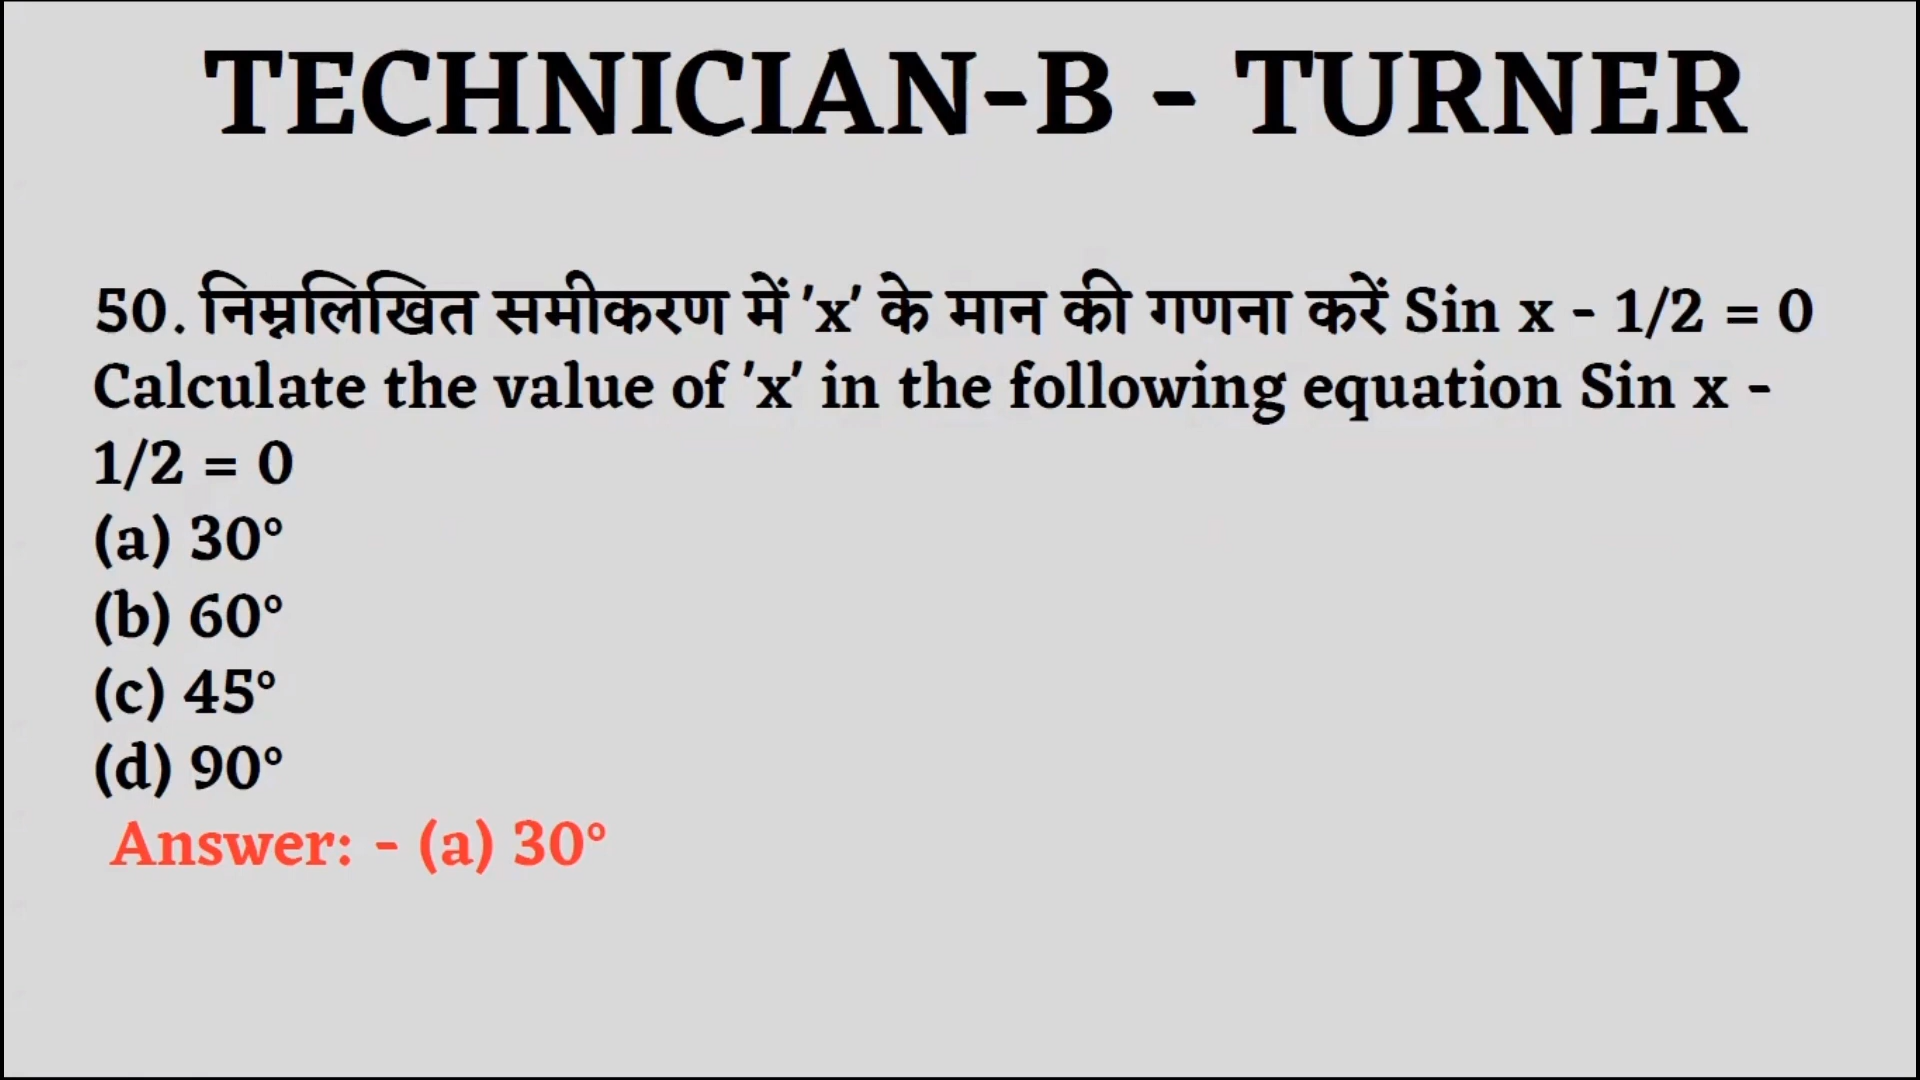 TECHNICIAN-B - TURNER
50. निम्नलिखित समीकरण में 'x' के मान की गणना करें Sin x - 1/2 = 0
Calculate the value of 'x' in the following equation Sin x -
1/2 = 0
(a) 30°
(b) 60°
(c) 45°
(d) 90°
Answer: - (a) 30°